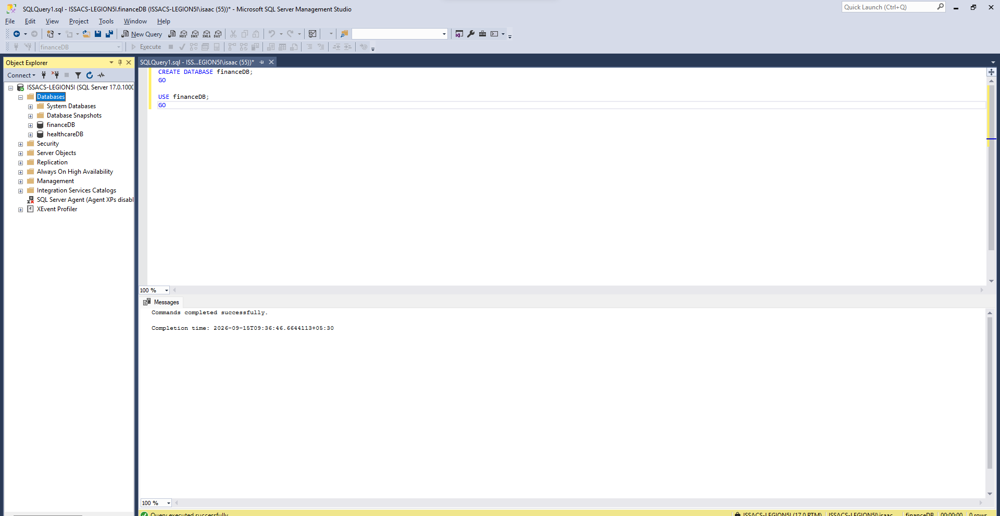 SQLQuery1.sql - ISSACS-LEGION5I.financeDB (ISSACS-LEGION5I\isaac (55))* - Microsoft SQL Server Management Studio
Quick Launch (Ctrl+Q)
File Edit View Project Tools Window Help
New Query MDX DMX XMLA DAX
financeDB Execute
Object Explorer
SQLQuery1.sql - ISS...EGION5I\isaac (55))*
Connect
ISSACS-LEGION5I (SQL Server 17.0.1000
Databases
System Databases
Database Snapshots
financeDB
healthcareDB
Security
Server Objects
Replication
Always On High Availability
Management
Integration Services Catalogs
SQL Server Agent (Agent XPs disabl
XEvent Profiler
CREATE DATABASE financeDB;
GO
USE financeDB;
GO
100 %
Messages
Commands completed successfully.
Completion time: 2026-09-15T09:36:46.6644113+05:30
100 %
Query executed successfully
ISSACS-LEGION5I (17.0 RTM) ISSACS-LEGION5I\isaac financeDB 00:00:00 0 rows